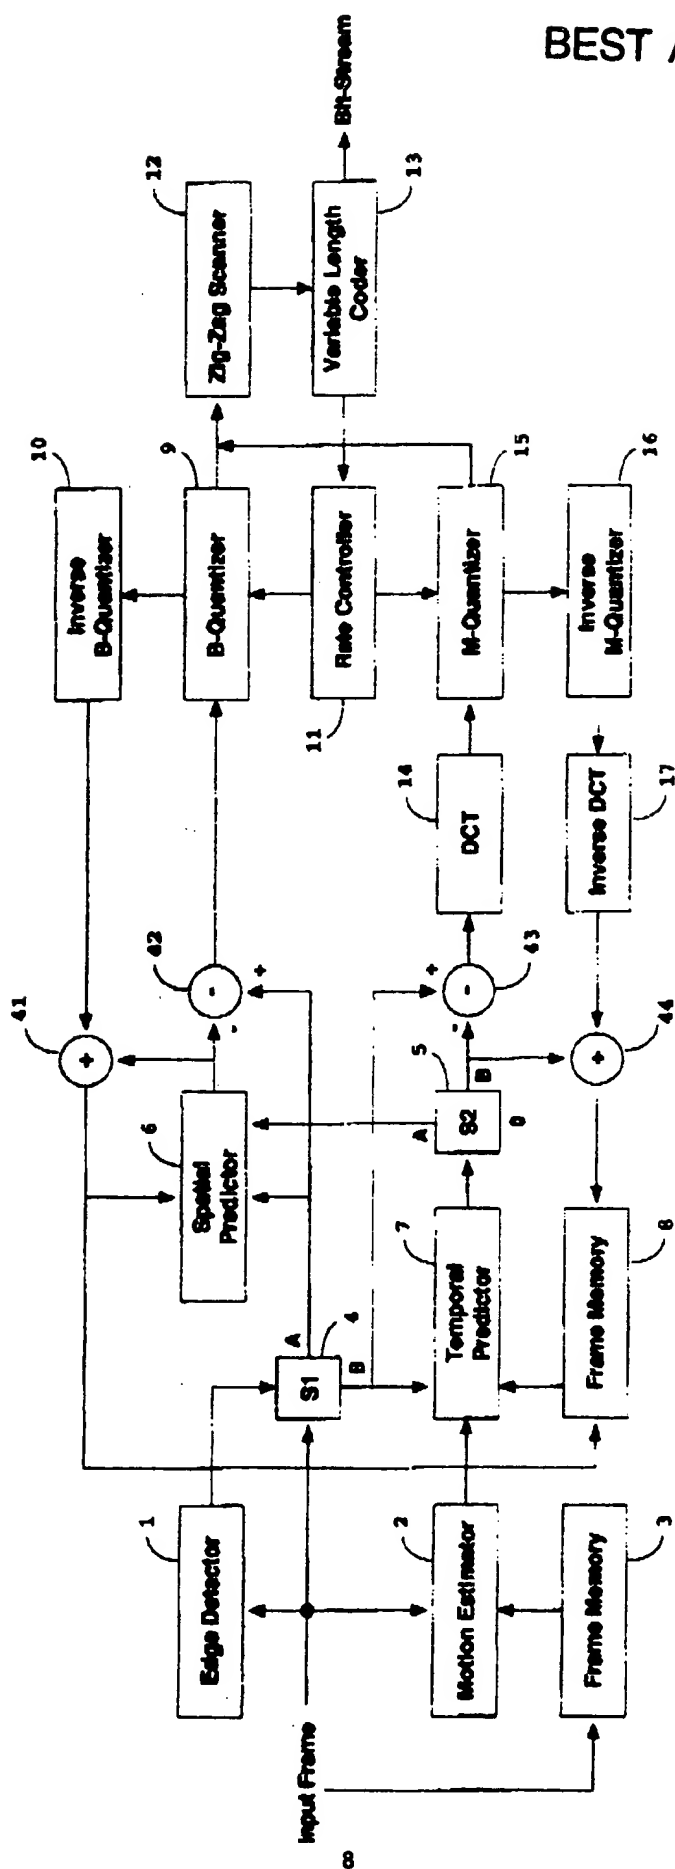 BEST
12
Zig-Zag Scanner
Variable Length
Coder
13
Bit-Stream
10
Inverse
B-Quantizer
9
B-Quantizer
Rate Controller
11
M-Quantizer
15
Inverse
M-Quantizer
16
41
+
42
-
+
-
14
DCT
+
-
-
43
Inverse DCT
17
44
+
6
Spatial
Predictor
5
A
S2
B
0
7
Temporal
Predictor
A
S1
4
B
Frame Memory
8
1
Edge Detector
2
Motion Estimator
Frame Memory
3
Input Frame
8